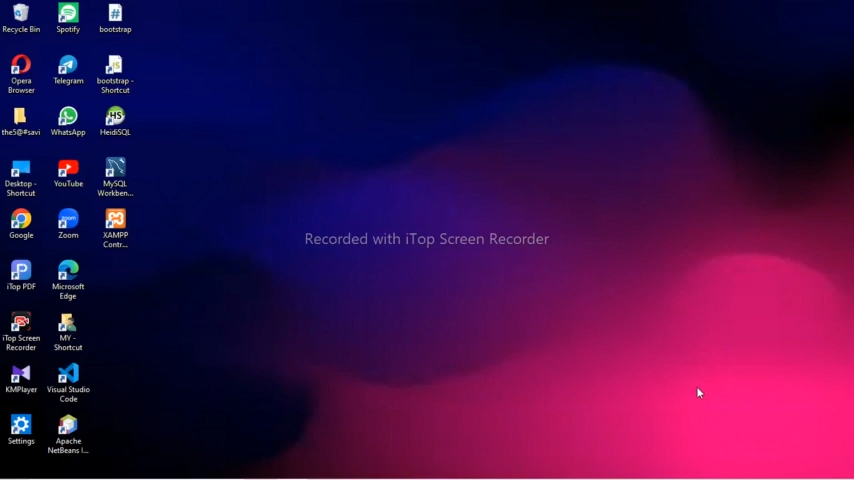 Recycle Bin
Spotify
bootstrap
Opera
Browser
Telegram
bootstrap -
Shortcut
the5@#savi
WhatsApp
HeidiSQL
Desktop -
Shortcut
YouTube
MySQL
Workben...
Google
Zoom
XAMPP
Contr...
iTop PDF
Microsoft
Edge
iTop Screen
Recorder
MY -
Shortcut
KMPlayer
Visual Studio
Code
Settings
Apache
NetBeans I...
Recorded with iTop Screen Recorder